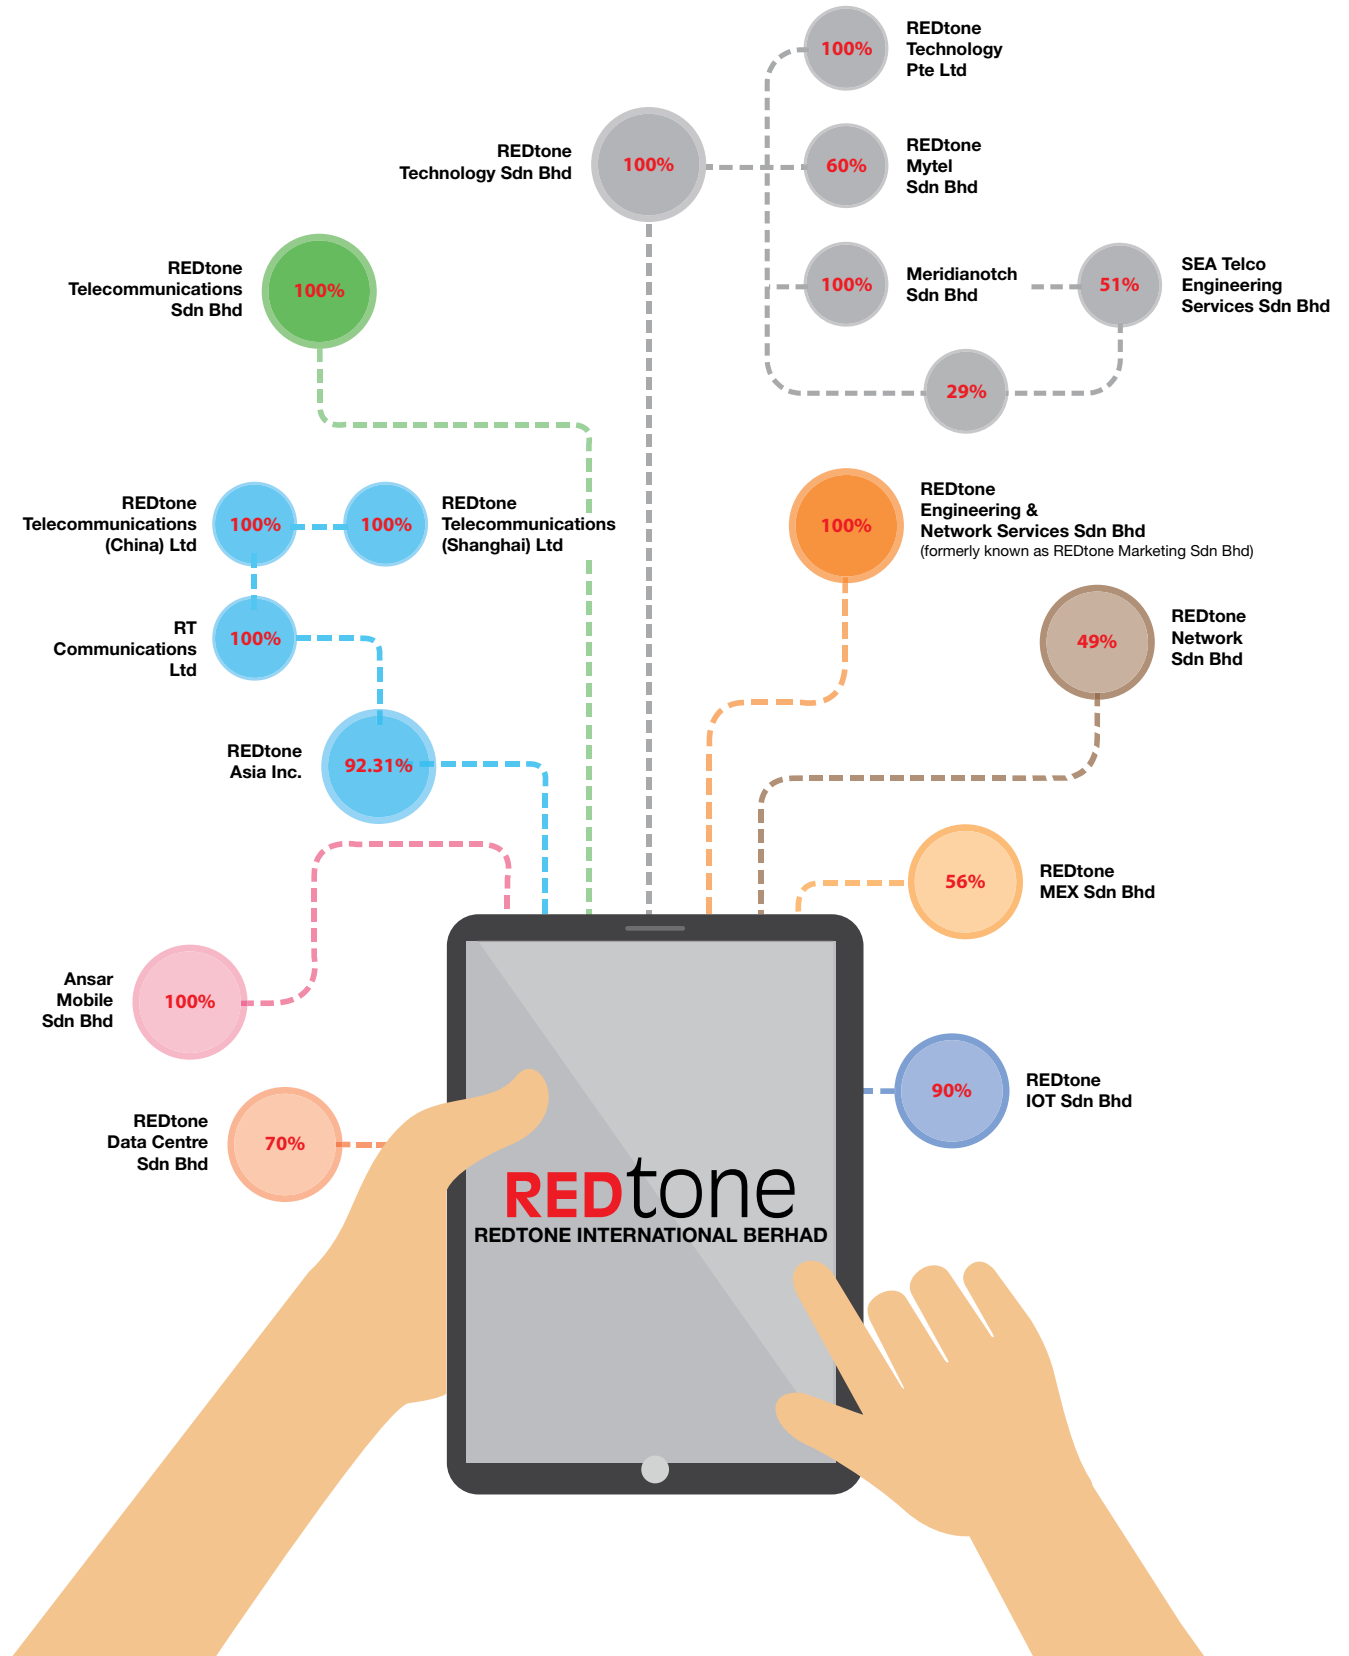 REDtone
Technology
Pte Ltd
100%
REDtone
Technology Sdn Bhd
100%
60%
REDtone
Mytel
Sdn Bhd
REDtone
Telecommunications
Sdn Bhd
100%
100%
Meridianotch
Sdn Bhd
51%
SEA Telco
Engineering
Services Sdn Bhd
29%
REDtone
Telecommunications
(China) Ltd
100%
100%
REDtone
Telecommunications
(Shanghai) Ltd
100%
REDtone
Engineering &
Network Services Sdn Bhd
(formerly known as REDtone Marketing Sdn Bhd)
RT
Communications
Ltd
100%
49%
REDtone
Network
Sdn Bhd
REDtone
Asia Inc.
92.31%
56%
REDtone
MEX Sdn Bhd
Ansar
Mobile
Sdn Bhd
100%
90%
REDtone
IOT Sdn Bhd
REDtone
Data Centre
Sdn Bhd
70%
REDtone
REDTONE INTERNATIONAL BERHAD